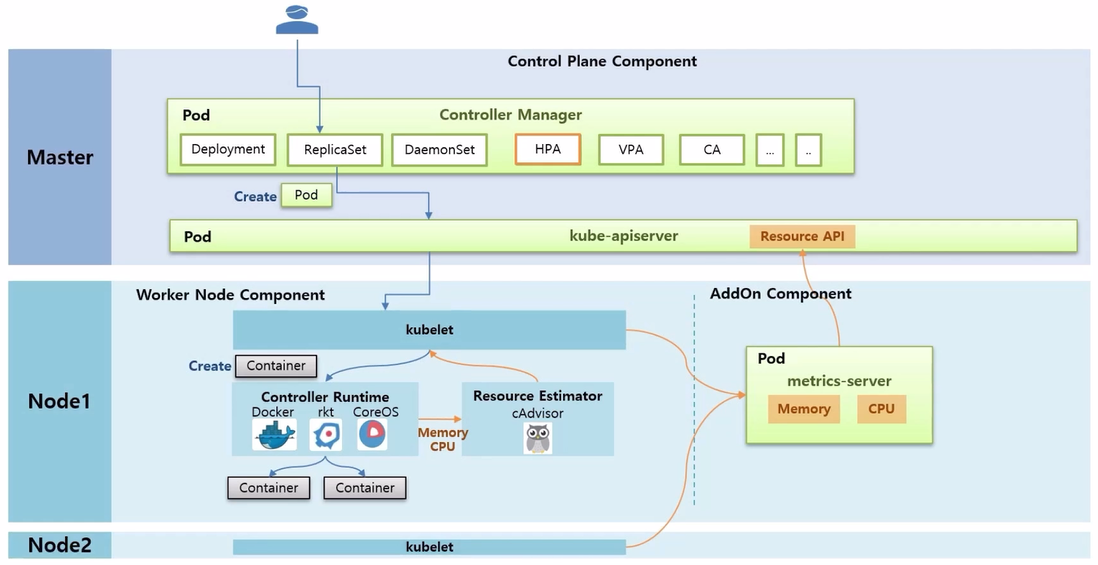 Control Plane Component
Master
Pod
Controller Manager
Deployment
ReplicaSet
DaemonSet
HPA
VPA
CA
...
..
Create
Pod
Pod
kube-apiserver
Resource API
Worker Node Component
AddOn Component
Node1
kubelet
Create
Container
Controller Runtime
Docker
rkt
CoreOS
Memory
CPU
Resource Estimator
cAdvisor
Container
Container
Pod
metrics-server
Memory
CPU
Node2
kubelet